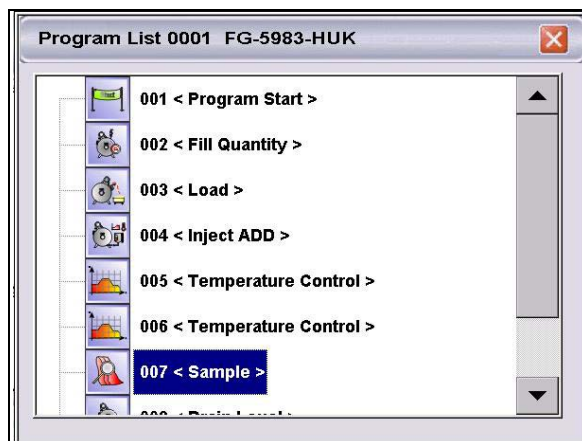 Program List 0001 FG-5983-HUK
001 < Program Start >
002 < Fill Quantity >
003 < Load >
004 < Inject ADD >
005 < Temperature Control >
006 < Temperature Control >
007 < Sample >